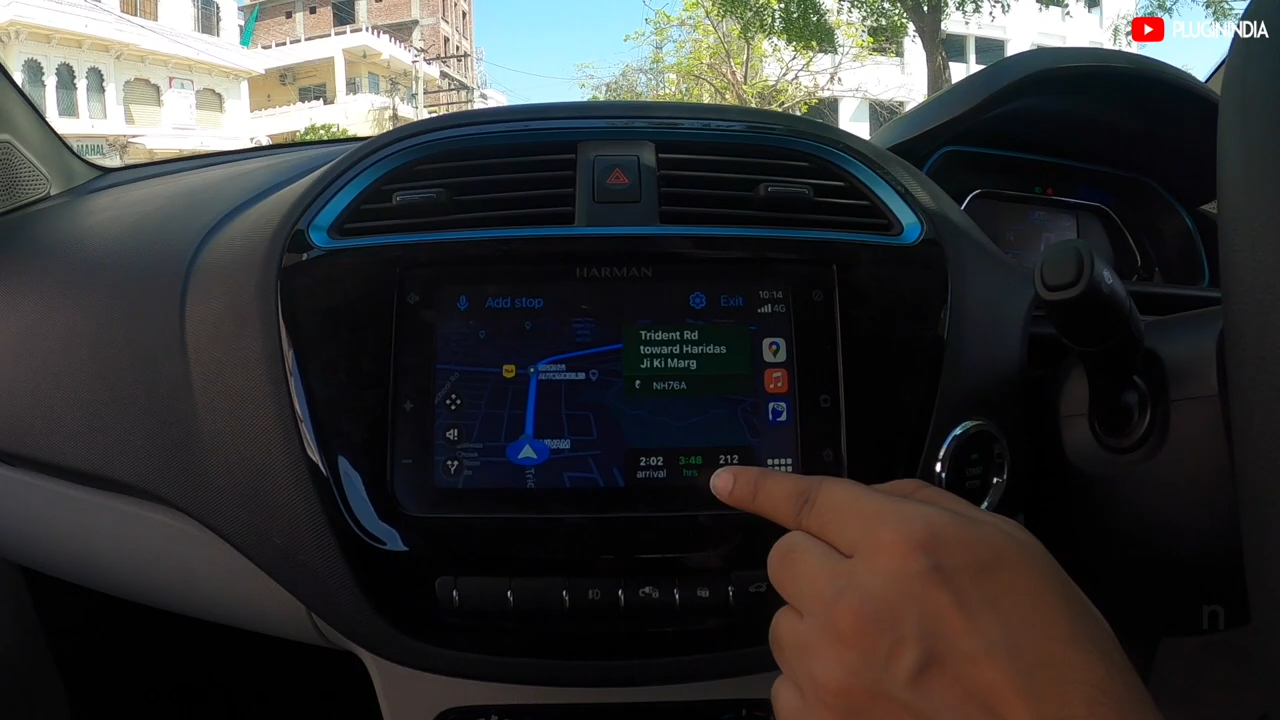 PLUGINNDIA
MAHAL
HARMAN
Add stop
Exit
10:14
4G
Trident Rd
toward Haridas
Ji Ki Marg
NH76A
2:02
arrival
3:48
hrs
212
n